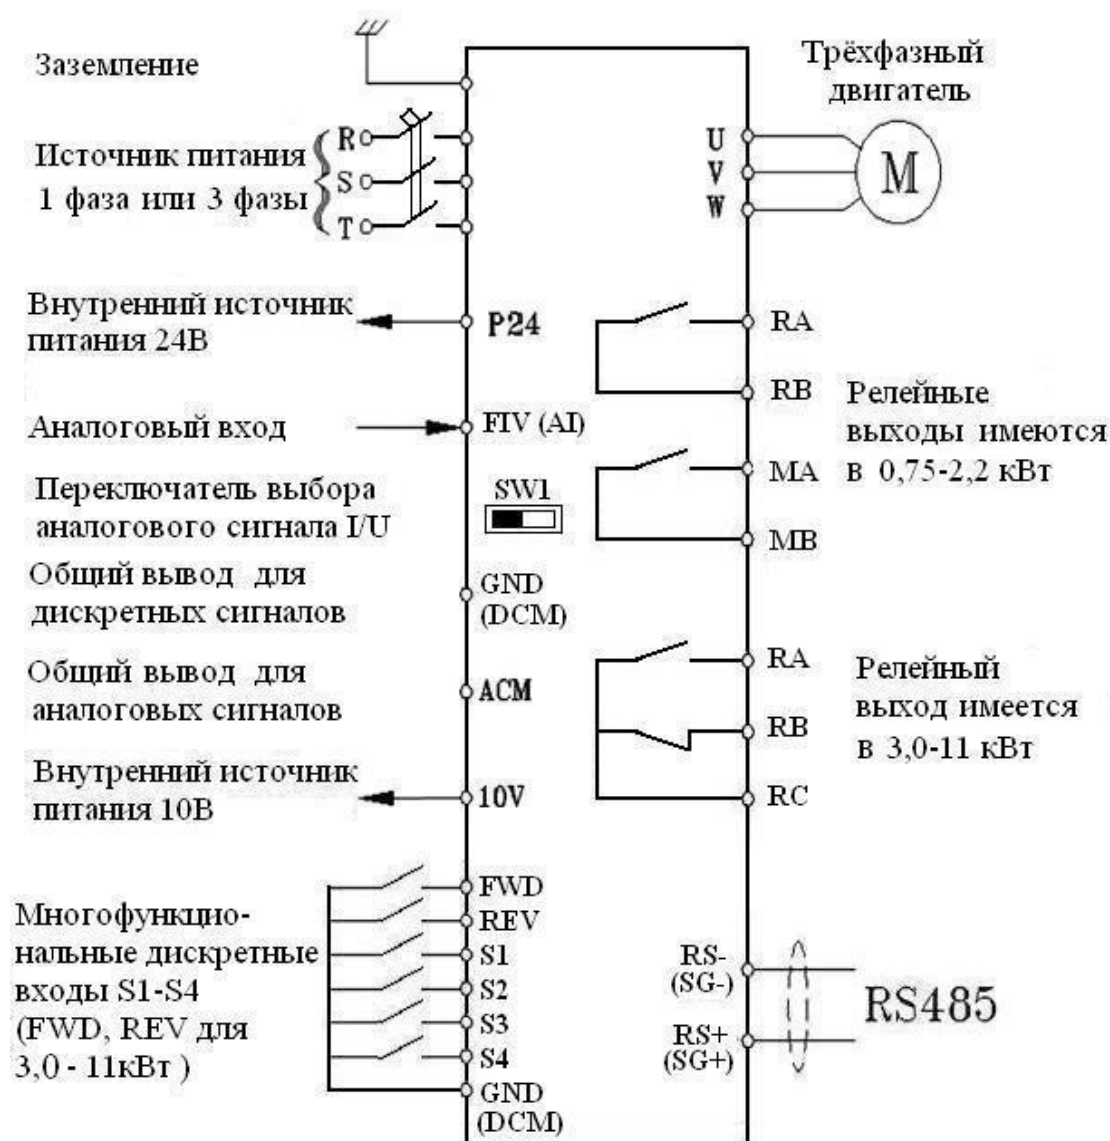 Заземление
Трёхфазный
двигатель
Источник питания
1 фаза или 3 фазы
R
S
T
U
V
W
M
Внутренний источник
питания 24В
P24
RA
RB
Аналоговый вход
FIV (AI)
Релейные
выходы имеются
в 0,75-2,2 кВт
Переключатель выбора
аналогового сигнала I/U
SW1
MA
MB
Общий вывод для
дискретных сигналов
GND
(DCM)
Общий вывод для
аналоговых сигналов
ACM
RA
RB
RC
Релейный
выход имеется
в 3,0-11 кВт
Внутренний источник
питания 10В
10V
Многофункцио-
нальные дискретные
входы S1-S4
(FWD, REV для
3,0 - 11кВт )
FWD
REV
S1
S2
S3
S4
GND
(DCM)
RS-
(SG-)
RS+
(SG+)
RS485